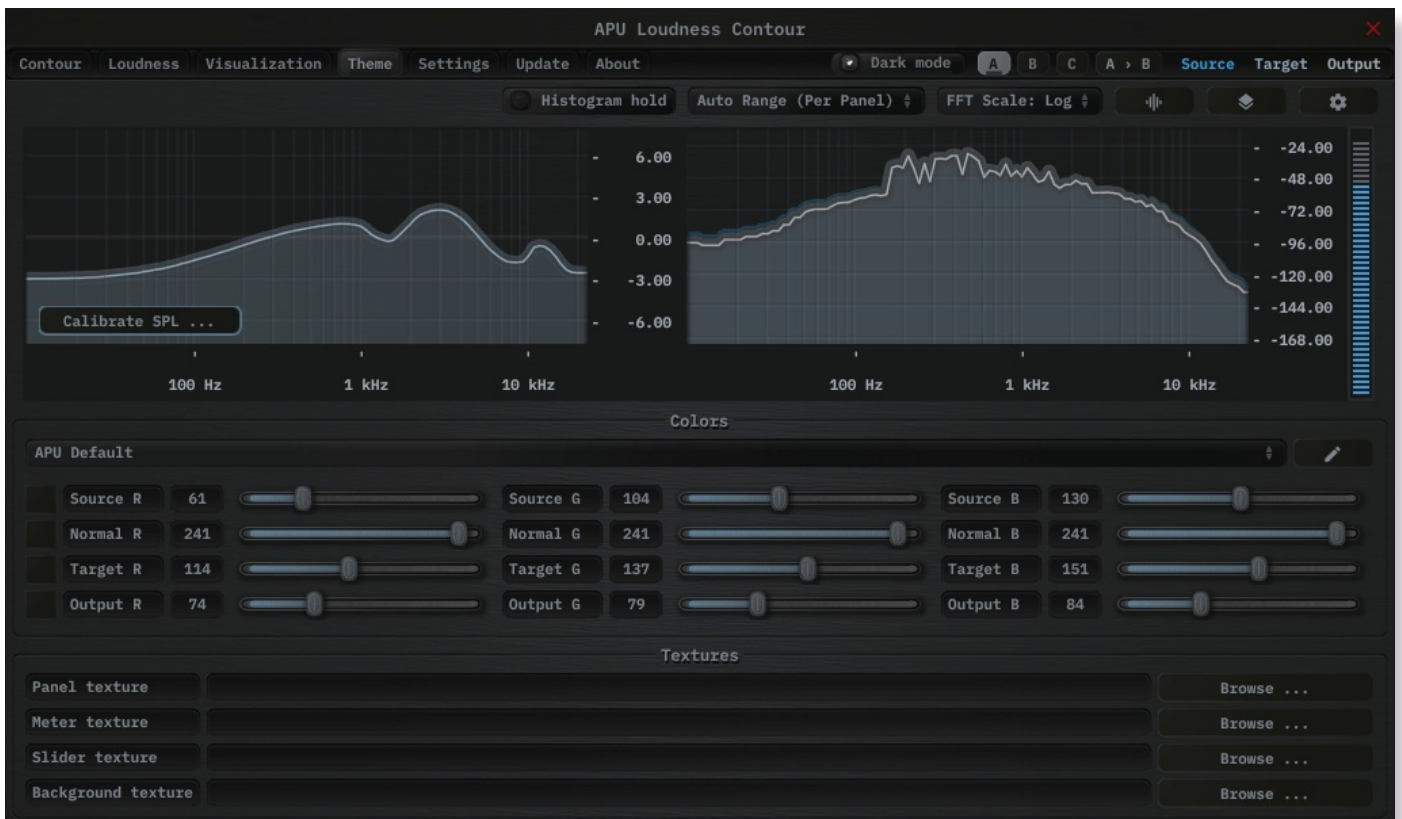 APU Loudness Contour
Contour Loudness Visualization Theme Settings Update About Dark mode A B C A › B Source Target Output
Histogram hold Auto Range (Per Panel) FFT Scale: Log
6.00
3.00
0.00
-3.00
-6.00
Calibrate SPL ...
100 Hz 1 kHz 10 kHz
-24.00
-48.00
-72.00
-96.00
-120.00
-144.00
-168.00
100 Hz 1 kHz 10 kHz
Colors
APU Default
Source R 61 Source G 104 Source B 130
Normal R 241 Normal G 241 Normal B 241
Target R 114 Target G 137 Target B 151
Output R 74 Output G 79 Output B 84
Textures
Panel texture Browse ...
Meter texture Browse ...
Slider texture Browse ...
Background texture Browse ...